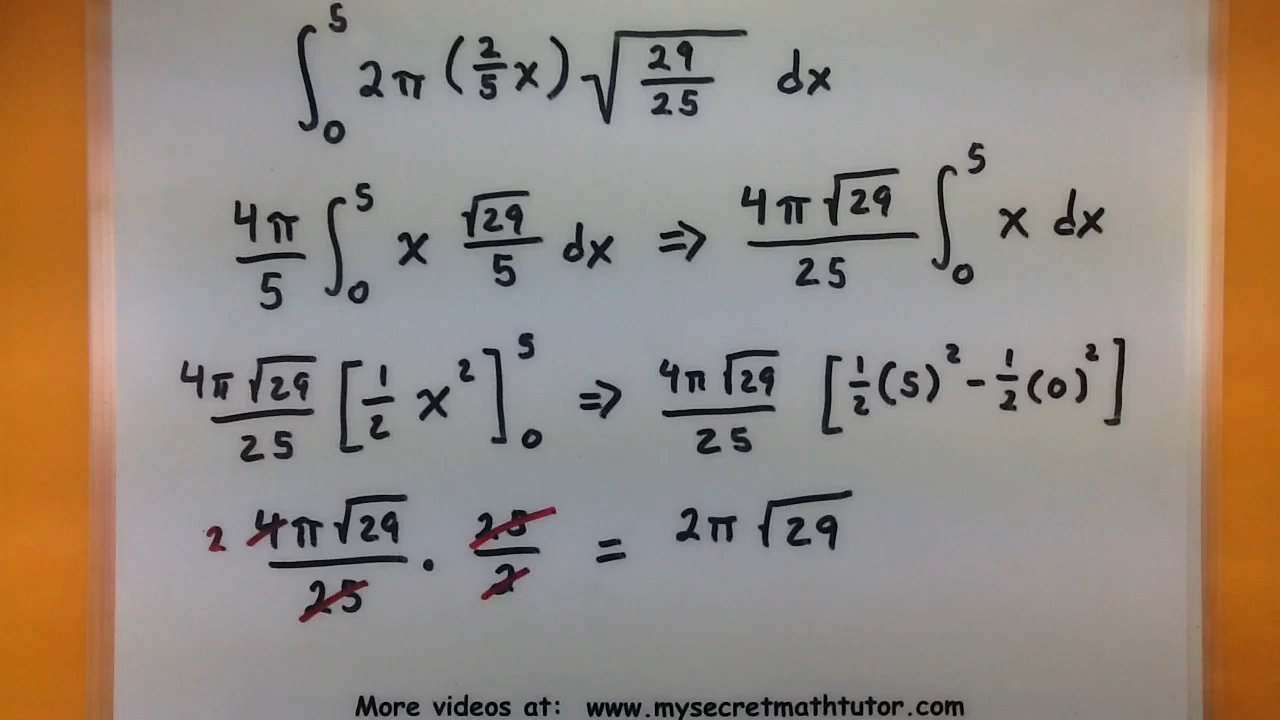 ∫₀⁵ 2π (2/5 x) √(29/25) dx
4π/5 ∫₀⁵ x √29/5 dx ⇒ 4π√29/25 ∫₀⁵ x dx
4π√29/25 [1/2 x²]₀⁵ ⇒ 4π√29/25 [1/2 (5)² - 1/2 (0)²]
2 4π√29/25 · 25/2 = 2π√29
More videos at: www.mysecretmathtutor.com